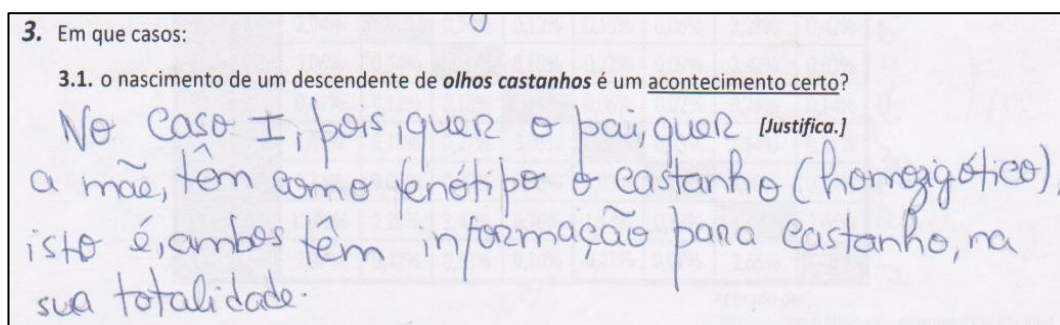 3. Em que casos:
3.1. o nascimento de um descendente de olhos castanhos é um acontecimento certo?
No caso I, pois, quer o pai, quer [Justifica.]
a mãe, têm como fenótipo o castanho (homozigótico),
isto é, ambos têm informação para castanho, na
sua totalidade.